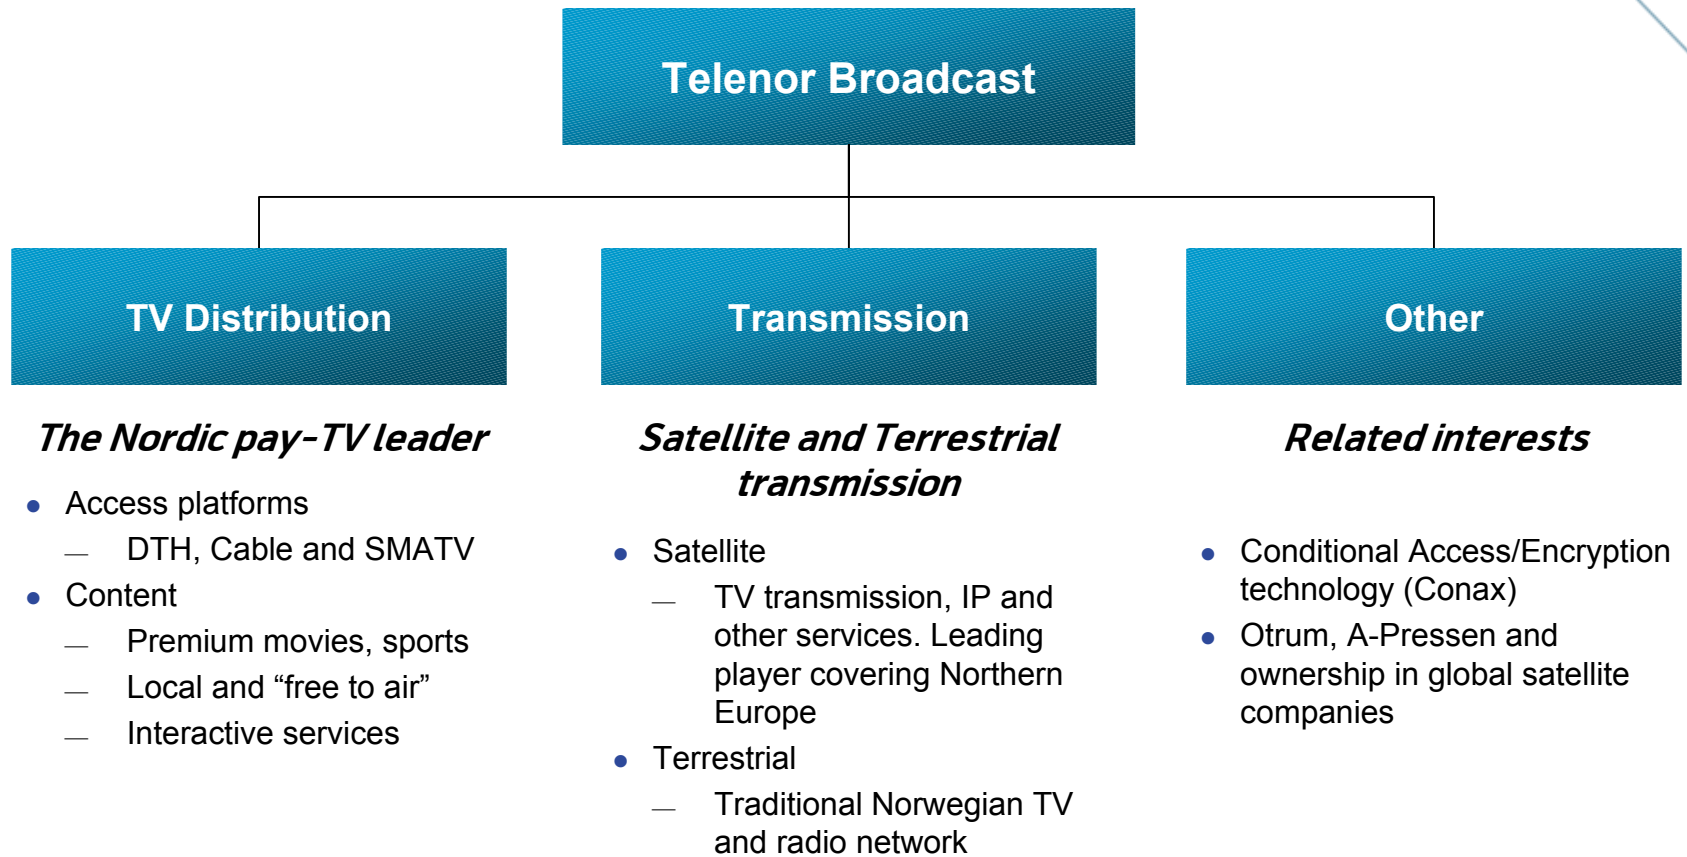 Telenor Broadcast
TV Distribution
The Nordic pay-TV leader
• Access platforms
— DTH, Cable and SMATV
• Content
— Premium movies, sports
— Local and “free to air”
— Interactive services
Transmission
Satellite and Terrestrial
transmission
• Satellite
— TV transmission, IP and
other services. Leading
player covering Northern
Europe
• Terrestrial
— Traditional Norwegian TV
and radio network
Other
Related interests
• Conditional Access/Encryption
technology (Conax)
• Otrum, A-Pressen and
ownership in global satellite
companies